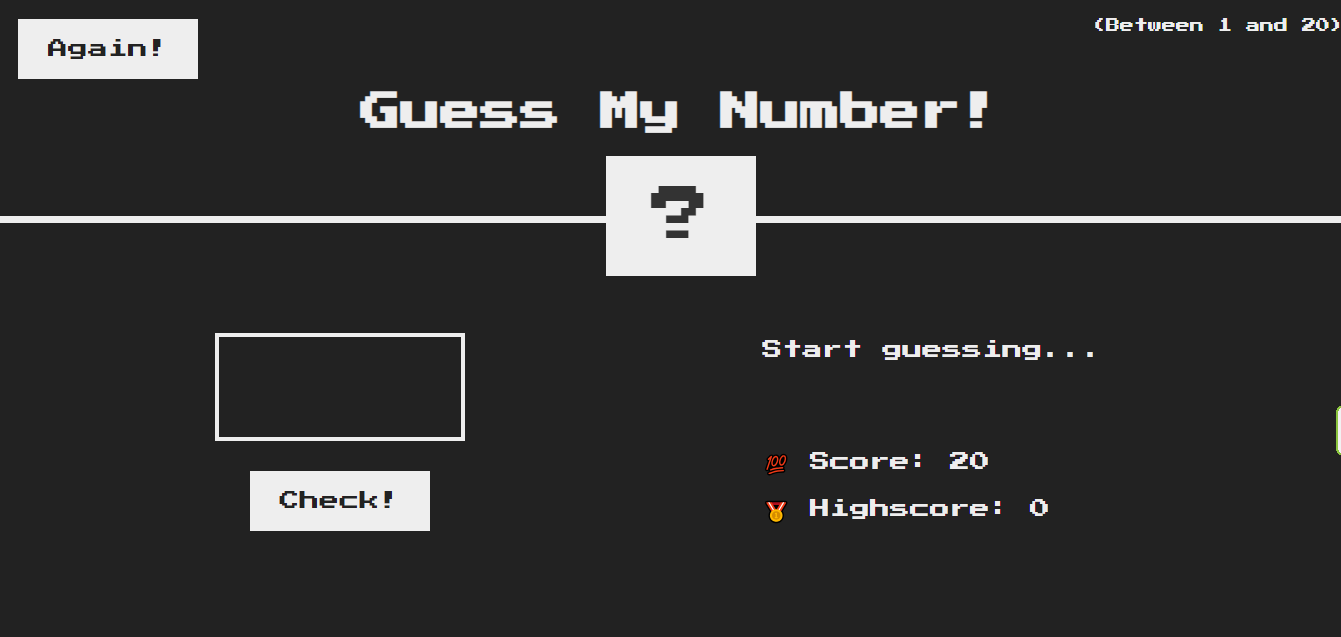 Again!
(Between 1 and 20)
Guess My Number!
?
Start guessing...
Check!
💯 Score: 20
🏅 Highscore: 0